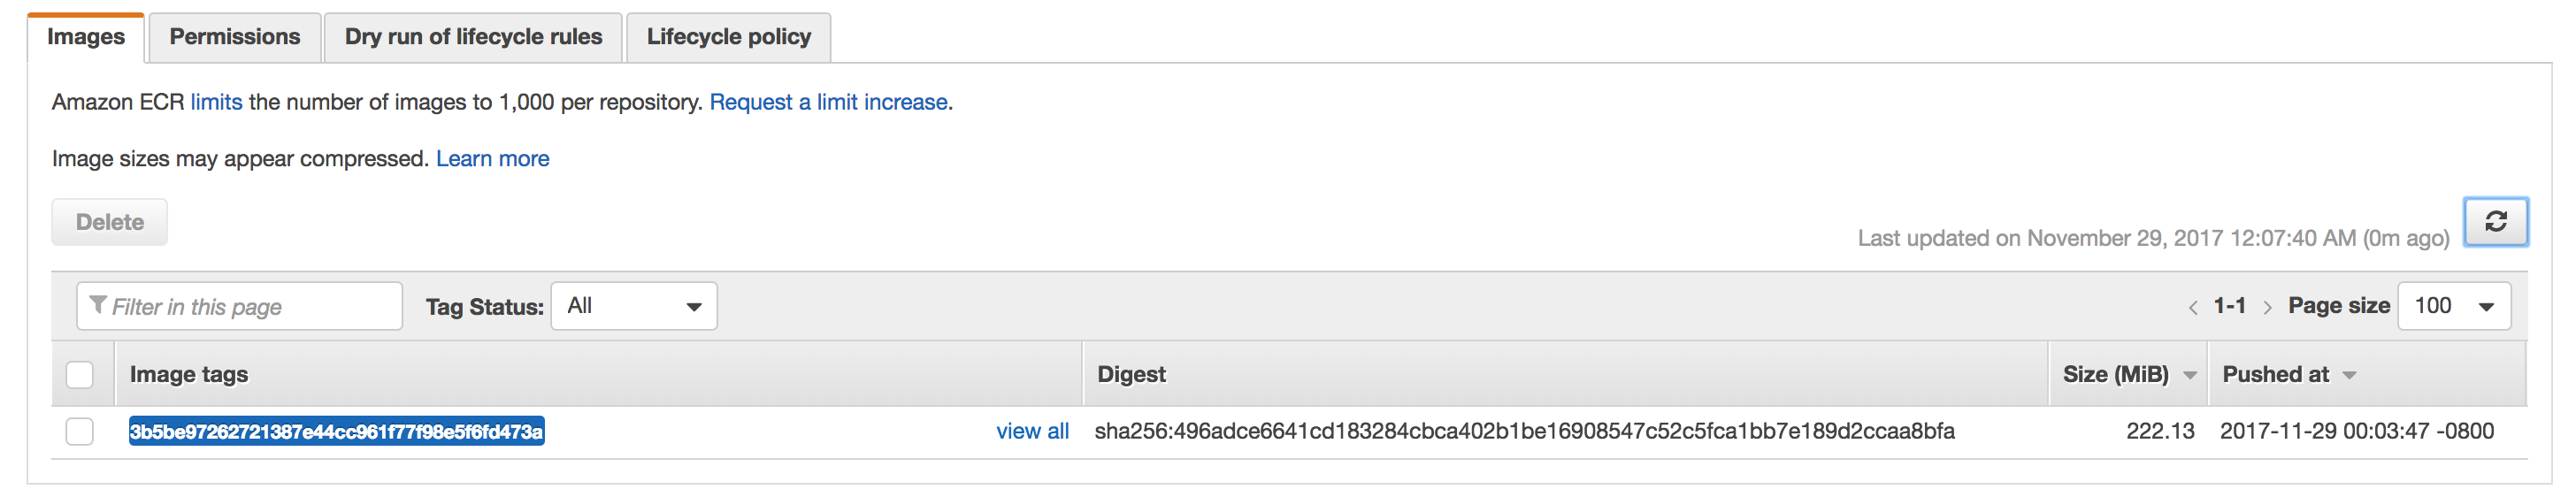 Images Permissions Dry run of lifecycle rules Lifecycle policy
Amazon ECR limits the number of images to 1,000 per repository. Request a limit increase.
Image sizes may appear compressed. Learn more
Delete
Last updated on November 29, 2017 12:07:40 AM (0m ago)
Filter in this page Tag Status: All 1-1 Page size 100
Image tags Digest Size (MiB) Pushed at
3b5be97262721387e44cc961f77f98e5f6fd473a view all sha256:496adce6641cd183284cbca402b1be16908547c52c5fca1bb7e189d2ccaa8bfa 222.13 2017-11-29 00:03:47 -0800